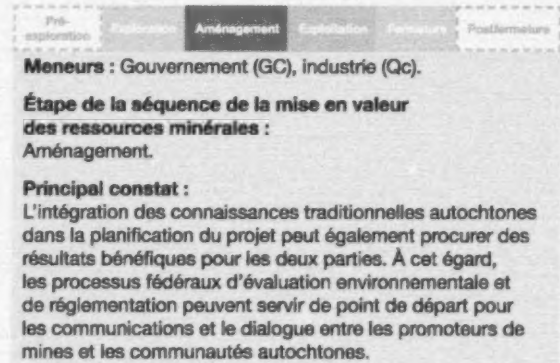 Pré-
exploration Exploration Aménagement Exploitation Fermeture Postfermeture
Meneurs : Gouvernement (GC), industrie (Qc).
Étape de la séquence de la mise en valeur
des ressources minérales :
Aménagement.
Principal constat :
L'intégration des connaissances traditionnelles autochtones
dans la planification du projet peut également procurer des
résultats bénéfiques pour les deux parties. À cet égard,
les processus fédéraux d'évaluation environnementale et
de réglementation peuvent servir de point de départ pour
les communications et le dialogue entre les promoteurs de
mines et les communautés autochtones.